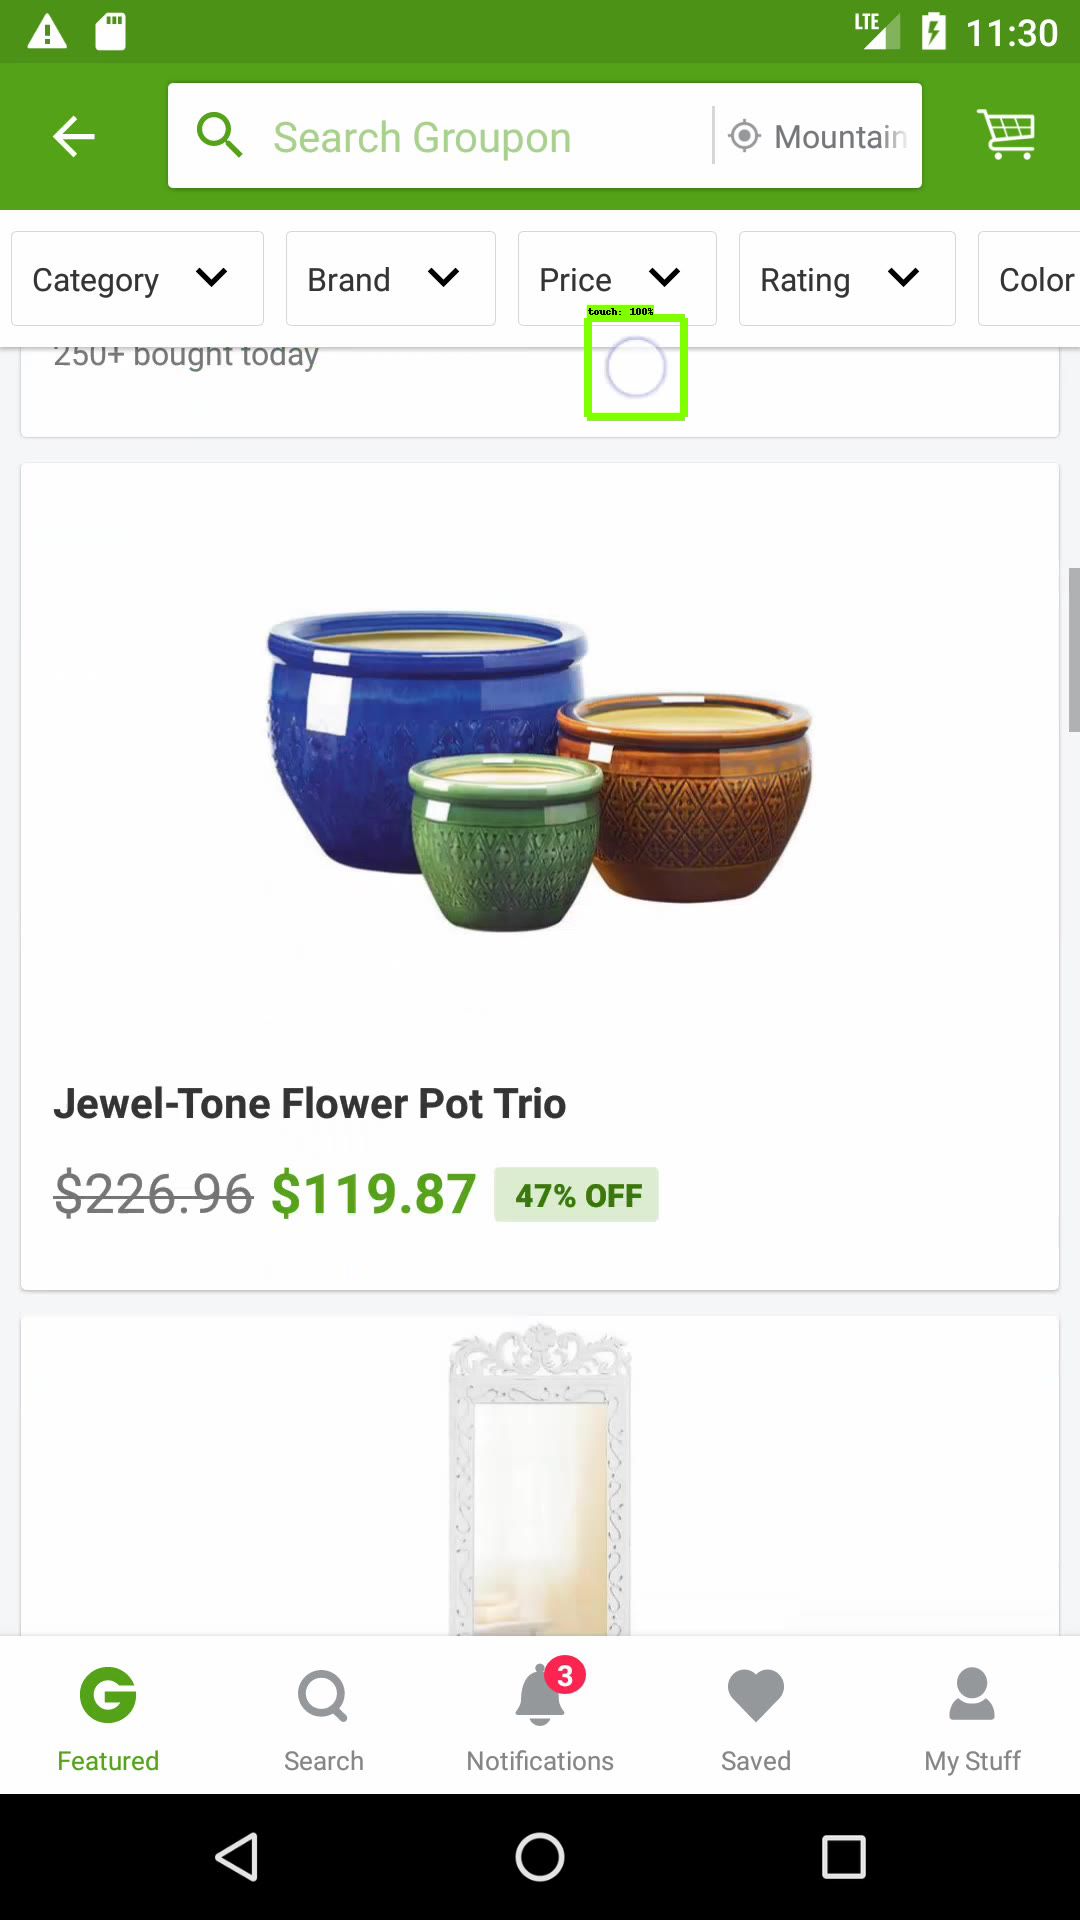 LTE 11:30
Search Groupon Mountain
Category Brand Price Rating Color
touch: 100%
250+ bought today
Jewel-Tone Flower Pot Trio
$226.96 $119.87 47% OFF
3
Featured Search Notifications Saved My Stuff